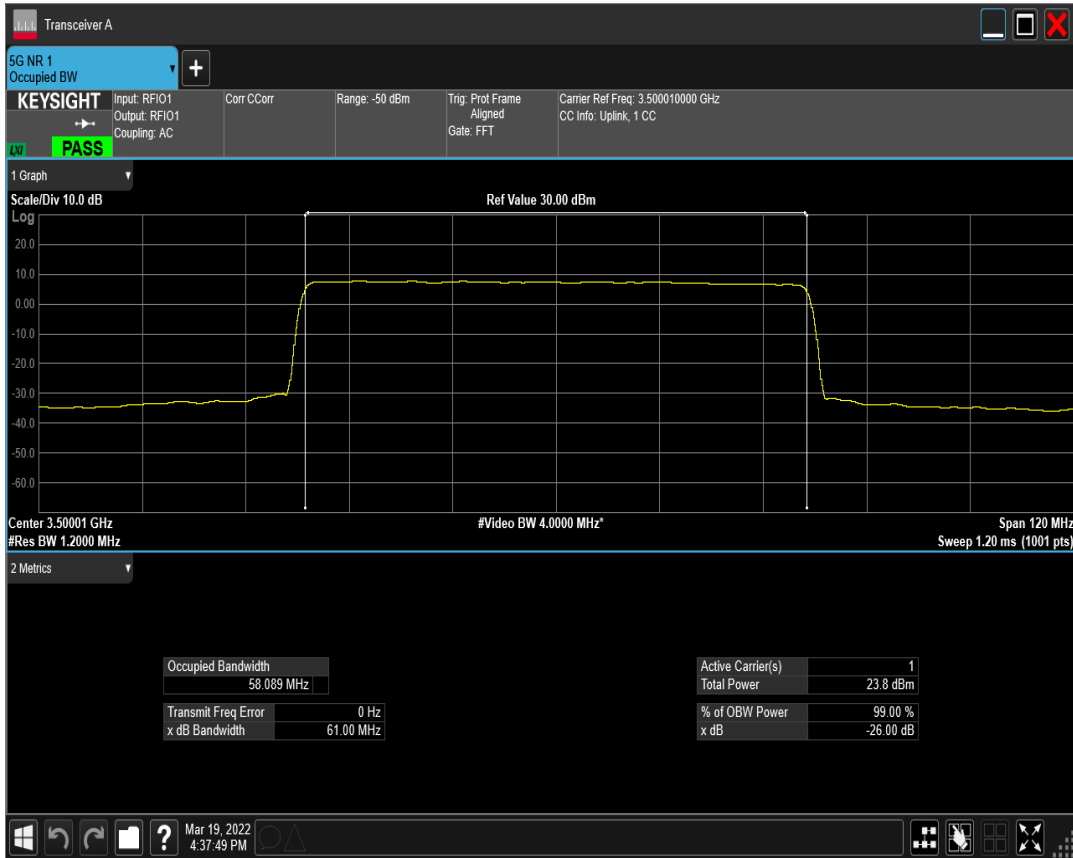 Transceiver A
5G NR 1
Occupied BW
KEYSIGHT
LXI
PASS
Input: RFIO1
Output: RFIO1
Coupling: AC
Corr CCorr
Range: -50 dBm
Trig: Prot Frame
Aligned
Gate: FFT
Carrier Ref Freq: 3.500010000 GHz
CC Info: Uplink, 1 CC
1 Graph
Scale/Div 10.0 dB
Ref Value 30.00 dBm
Log
20.0
10.0
0.00
-10.0
-20.0
-30.0
-40.0
-50.0
-60.0
Center 3.50001 GHz
#Video BW 4.0000 MHz*
Span 120 MHz
#Res BW 1.2000 MHz
Sweep 1.20 ms (1001 pts)
2 Metrics
Occupied Bandwidth
58.089 MHz
Transmit Freq Error 0 Hz
x dB Bandwidth 61.00 MHz
Active Carrier(s) 1
Total Power 23.8 dBm
% of OBW Power 99.00 %
x dB -26.00 dB
?
Mar 19, 2022
4:37:49 PM